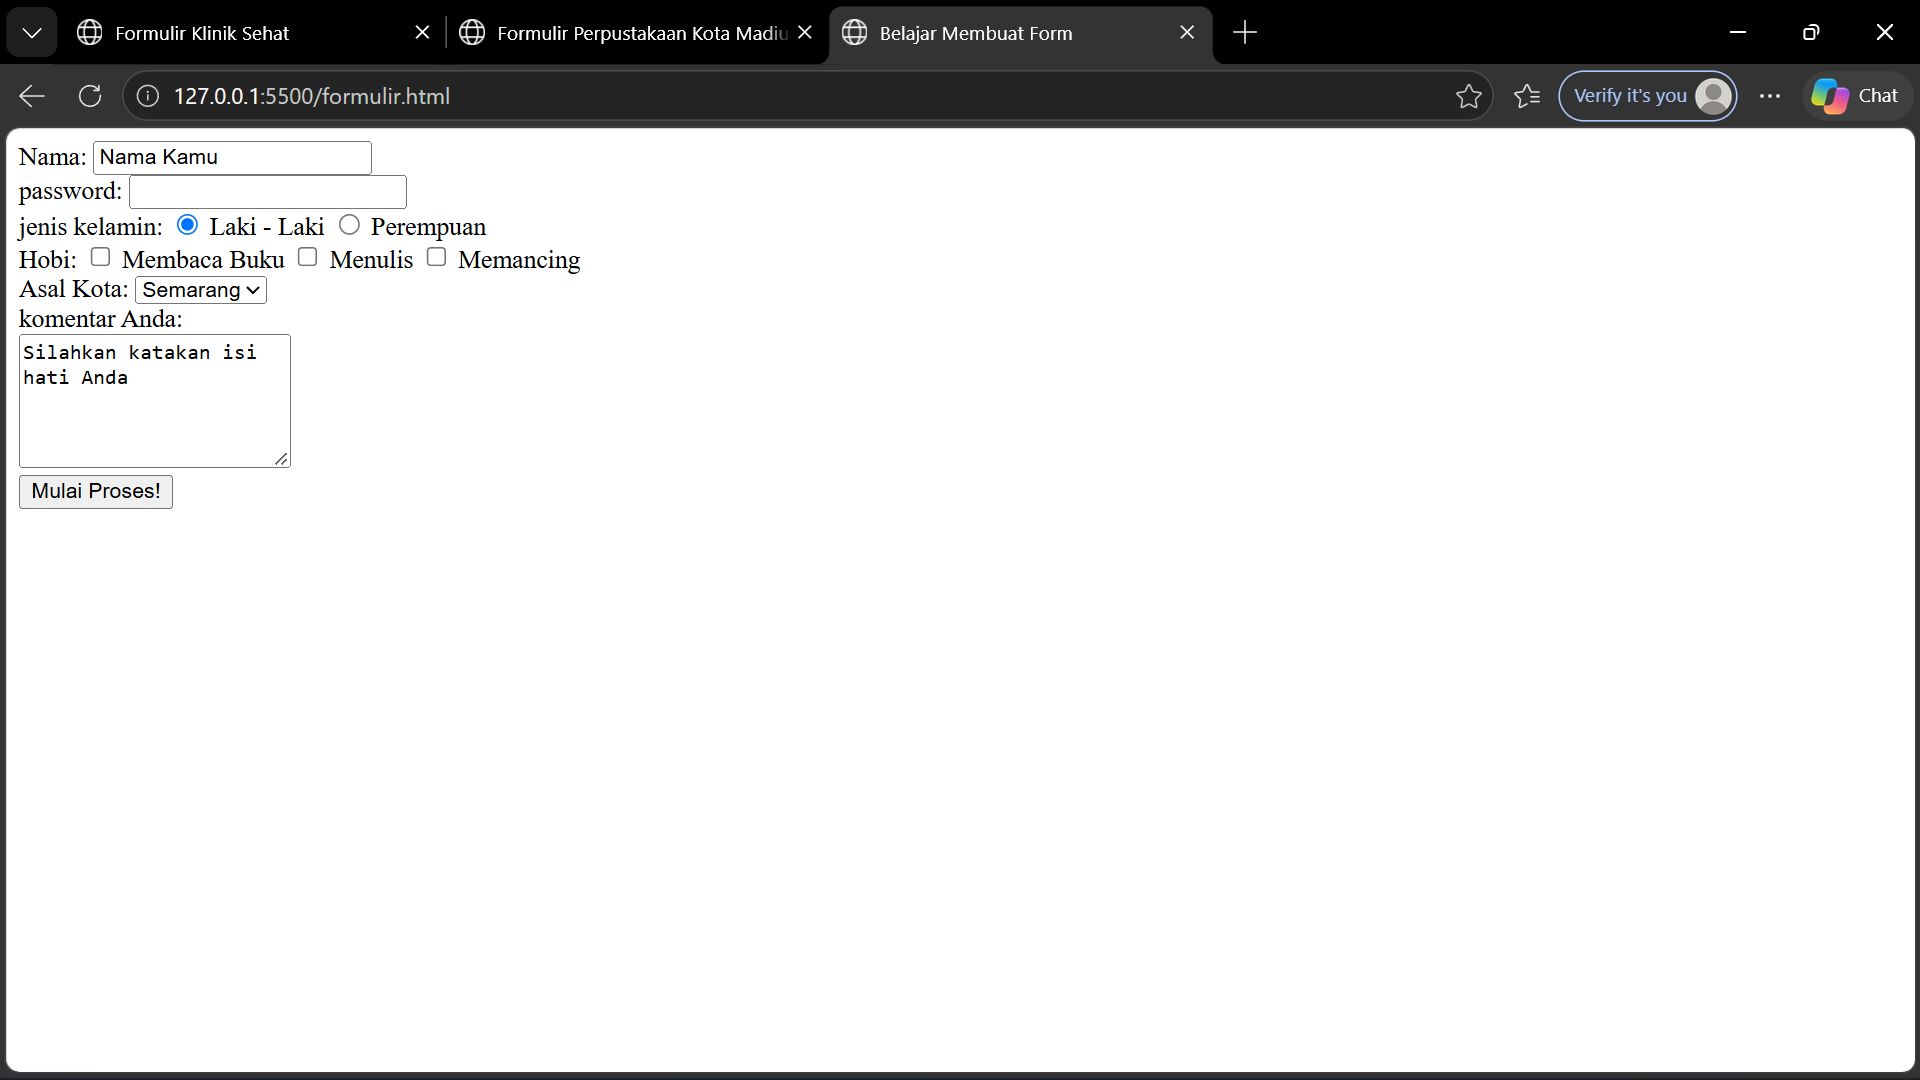 Formulir Klinik Sehat
Formulir Perpustakaan Kota Madiu
Belajar Membuat Form
127.0.0.1:5500/formulir.html
Verify it's you
Chat
Nama: Nama Kamu
password:
jenis kelamin: Laki - Laki Perempuan
Hobi: Membaca Buku Menulis Memancing
Asal Kota: Semarang
komentar Anda:
Silahkan katakan isi
hati Anda
Mulai Proses!